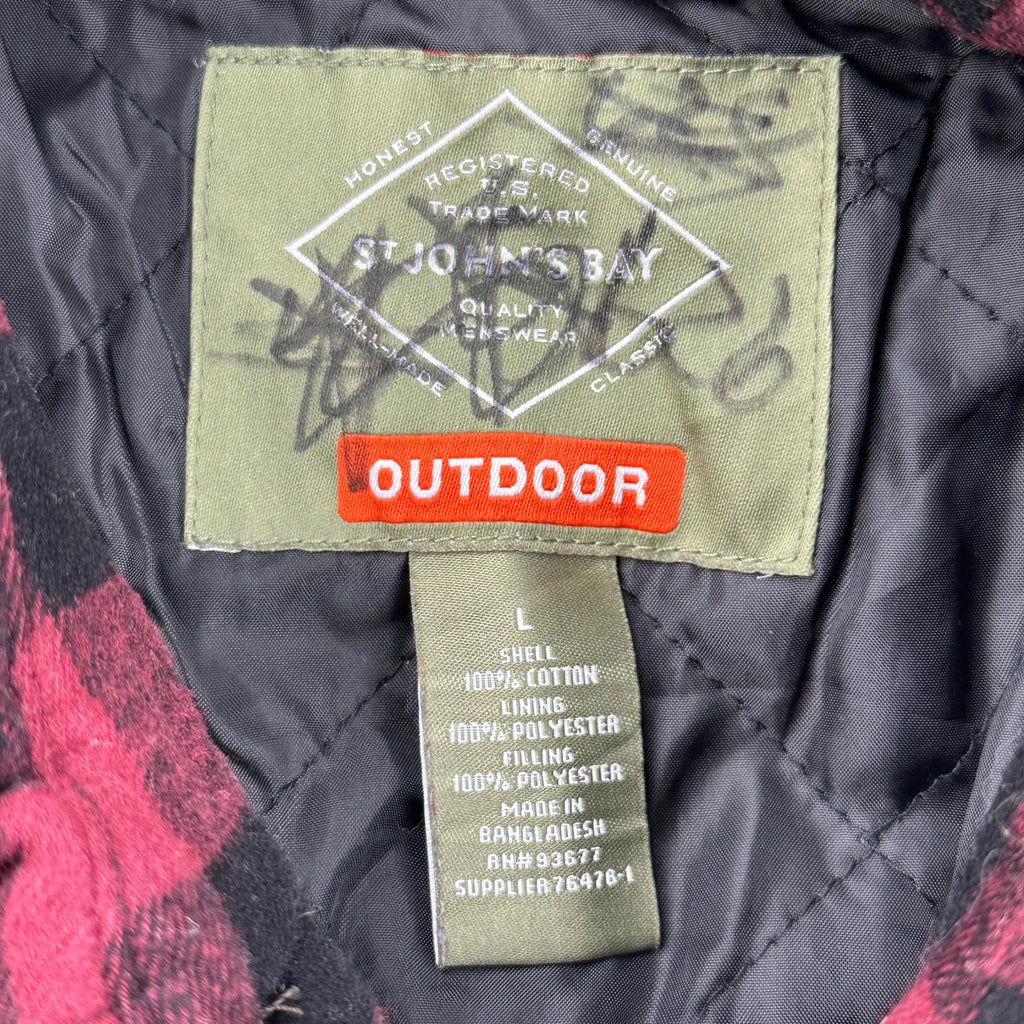 HONEST
GENUINE
REGISTERED
U.S.
TRADE MARK
ST JOHN'S BAY
QUALITY
MENSWEAR
WELL-MADE
CLASSIC
OUTDOOR
L
SHELL
100% COTTON
LINING
100% POLYESTER
FILLING
100% POLYESTER
MADE IN
BANGLADESH
RN#93677
SUPPLIER76478-1